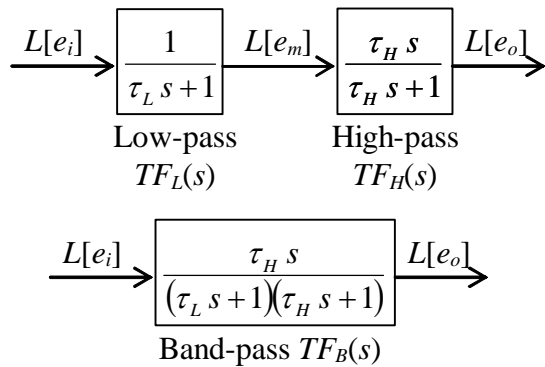 L[e_i] 1 / (τ_L s + 1) L[e_m] τ_H s / (τ_H s + 1) L[e_o]
Low-pass High-pass
TF_L(s) TF_H(s)
L[e_i] τ_H s / ((τ_L s + 1)(τ_H s + 1)) L[e_o]
Band-pass TF_B(s)